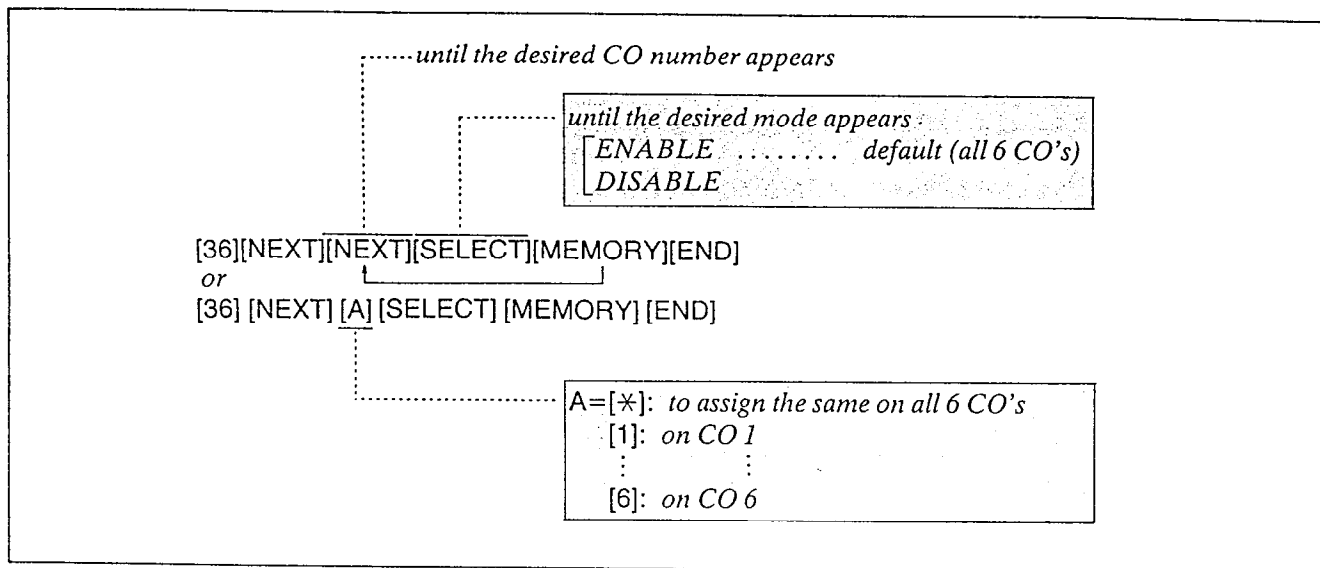 until the desired CO number appears
until the desired mode appears
ENABLE ........ default (all 6 CO's)
DISABLE
[36][NEXT][NEXT][SELECT][MEMORY][END]
or
[36] [NEXT] [A] [SELECT] [MEMORY] [END]
A=[*]: to assign the same on all 6 CO's
[1]: on CO 1
[6]: on CO 6